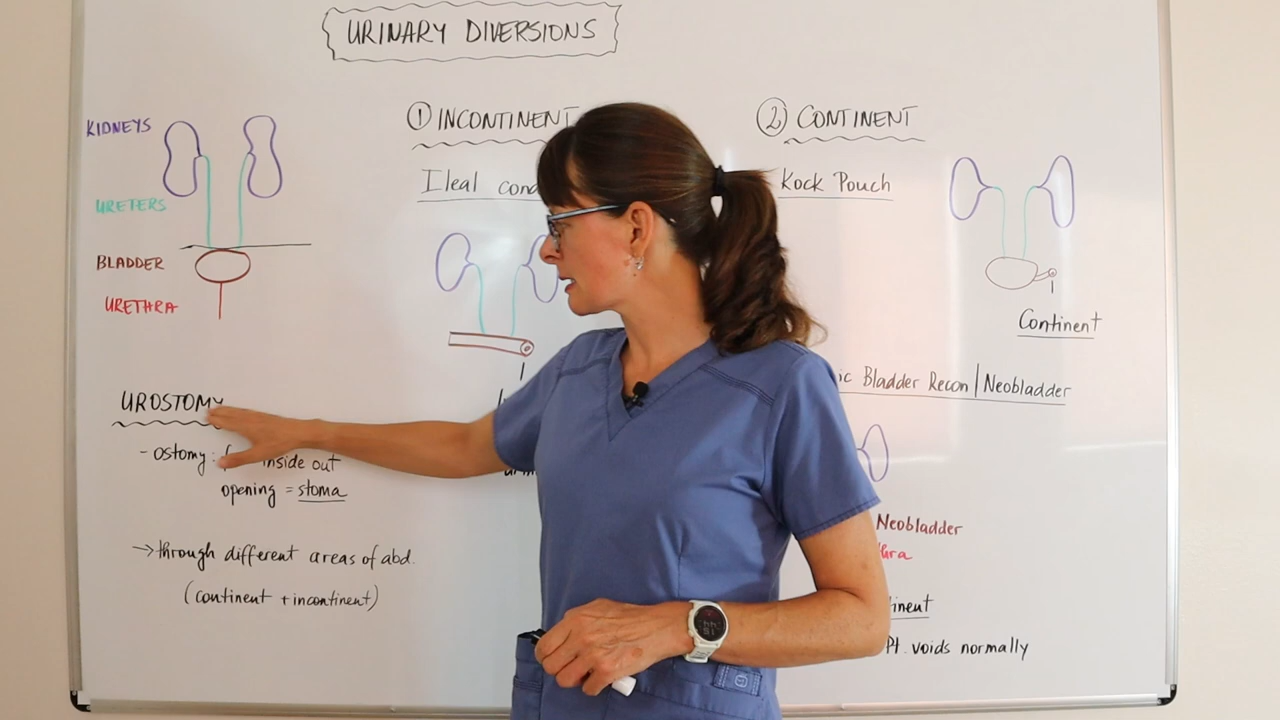 URINARY DIVERSIONS
KIDNEYS
URETERS
BLADDER
URETHRA
UROSTOMY
- ostomy: inside out
opening = stoma
→ through different areas of abd.
(continent + incontinent)
① INCONTINENT
Ileal
② CONTINENT
Kock Pouch
Continent
Bladder Recon/Neobladder
Neobladder
Pt. voids normally